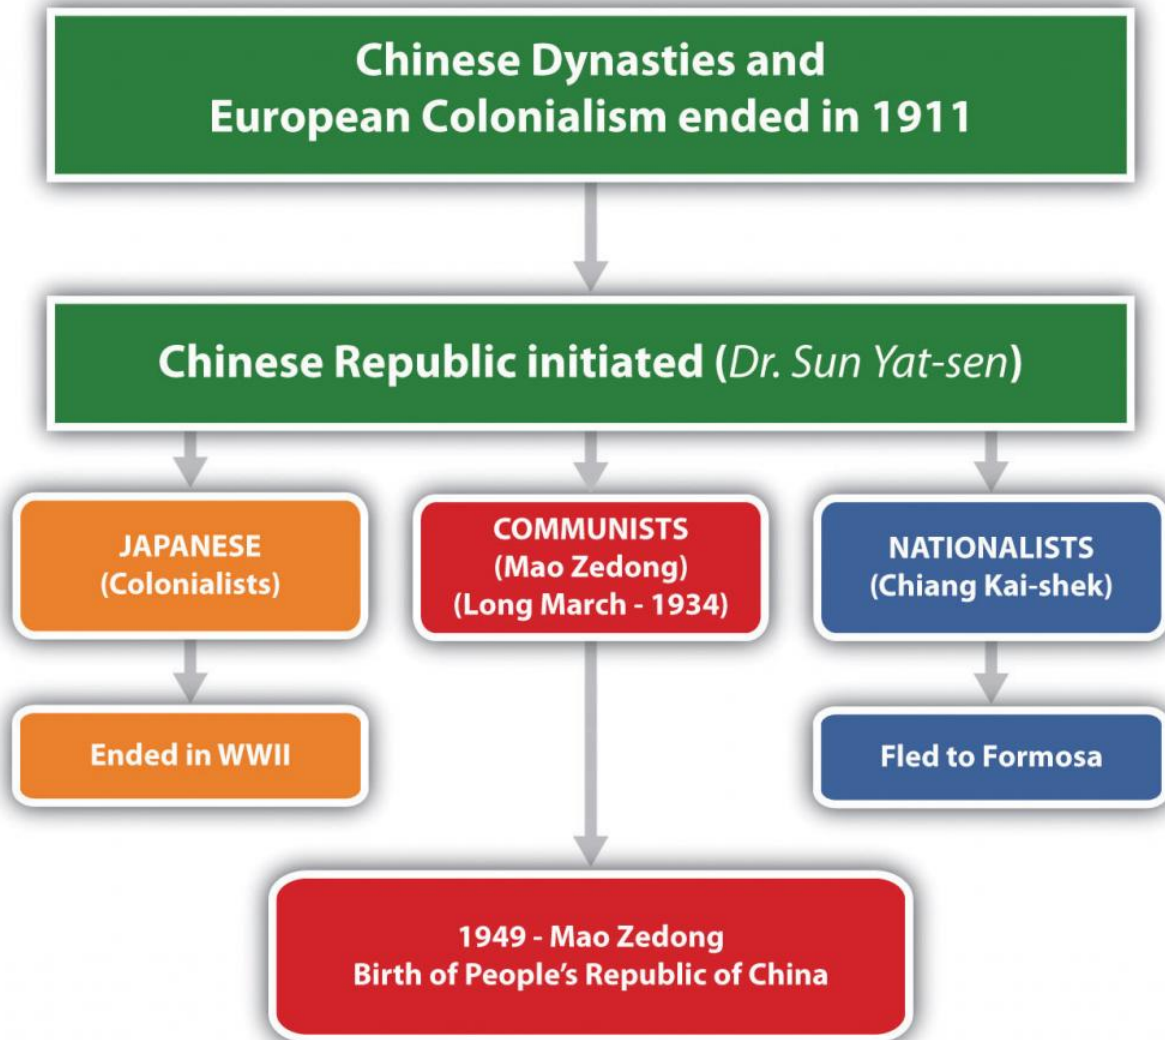 Chinese Dynasties and
European Colonialism ended in 1911
Chinese Republic initiated (Dr. Sun Yat-sen)
JAPANESE
(Colonialists)
COMMUNISTS
(Mao Zedong)
(Long March - 1934)
NATIONALISTS
(Chiang Kai-shek)
Ended in WWII
Fled to Formosa
1949 - Mao Zedong
Birth of People's Republic of China